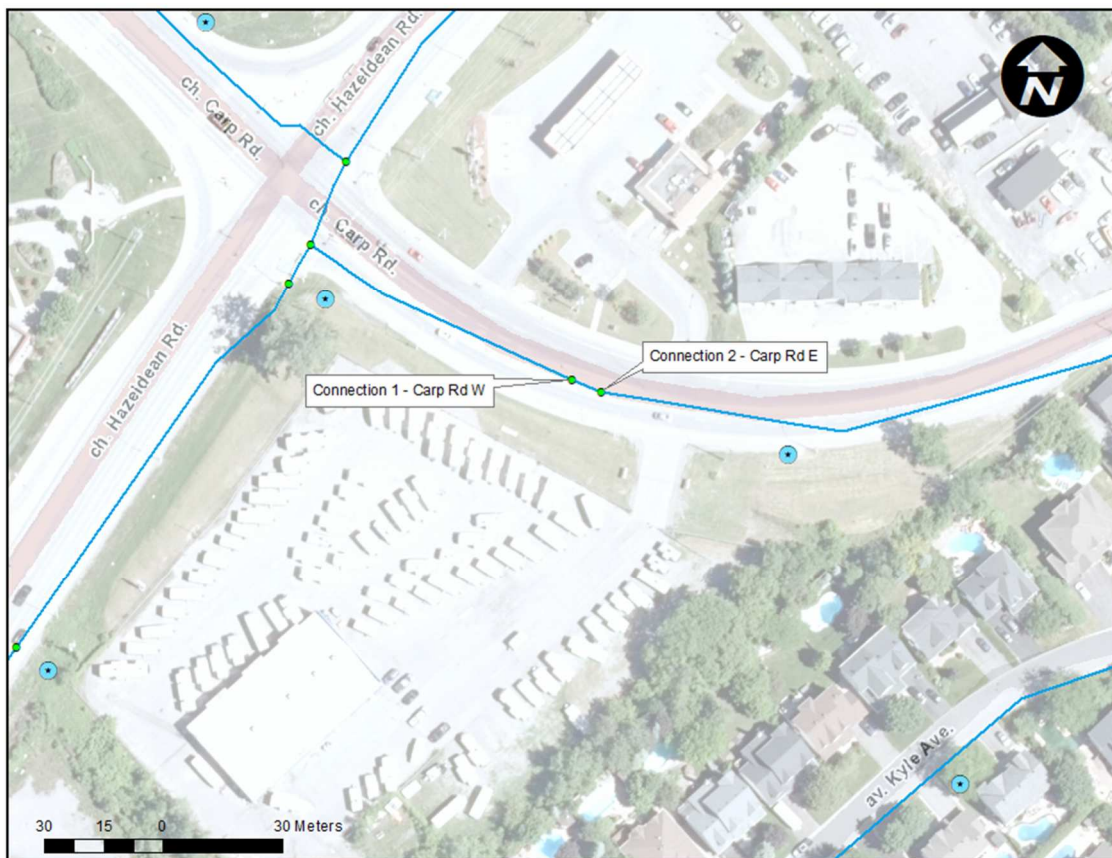 N
ch. Hazeldean Rd.
ch. Carp Rd.
ch. Carp Rd.
Connection 2 - Carp Rd E
Connection 1 - Carp Rd W
ch. Hazeldean Rd.
av. Kyle Ave.
30 15 0 30 Meters